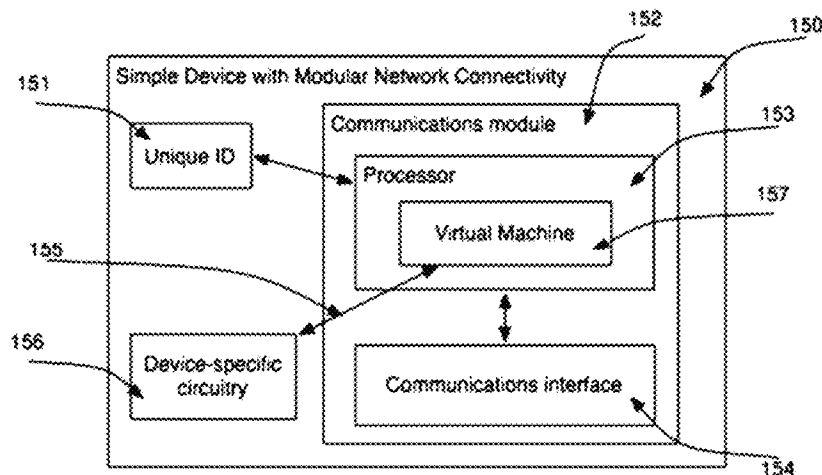 152
150
Simple Device with Modular Network Connectivity
151
Communications module
153
Unique ID
Processor
157
Virtual Machine
155
156
Device-specific
circuitry
Communications interface
154